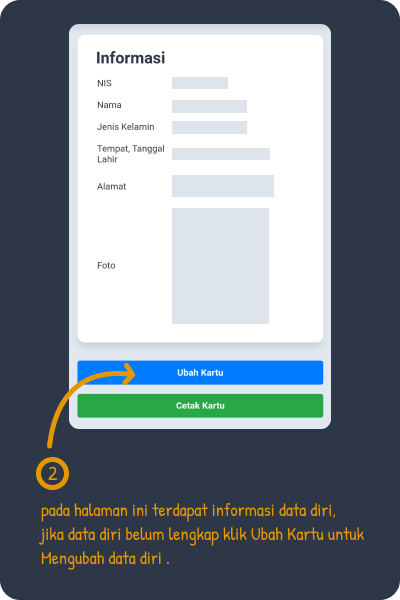 Informasi
NIS
Nama
Jenis Kelamin
Tempat, Tanggal
Lahir
Alamat
Foto
Ubah Kartu
Cetak Kartu
2
pada halaman ini terdapat informasi data diri,
jika data diri belum lengkap klik Ubah Kartu untuk
Mengubah data diri .